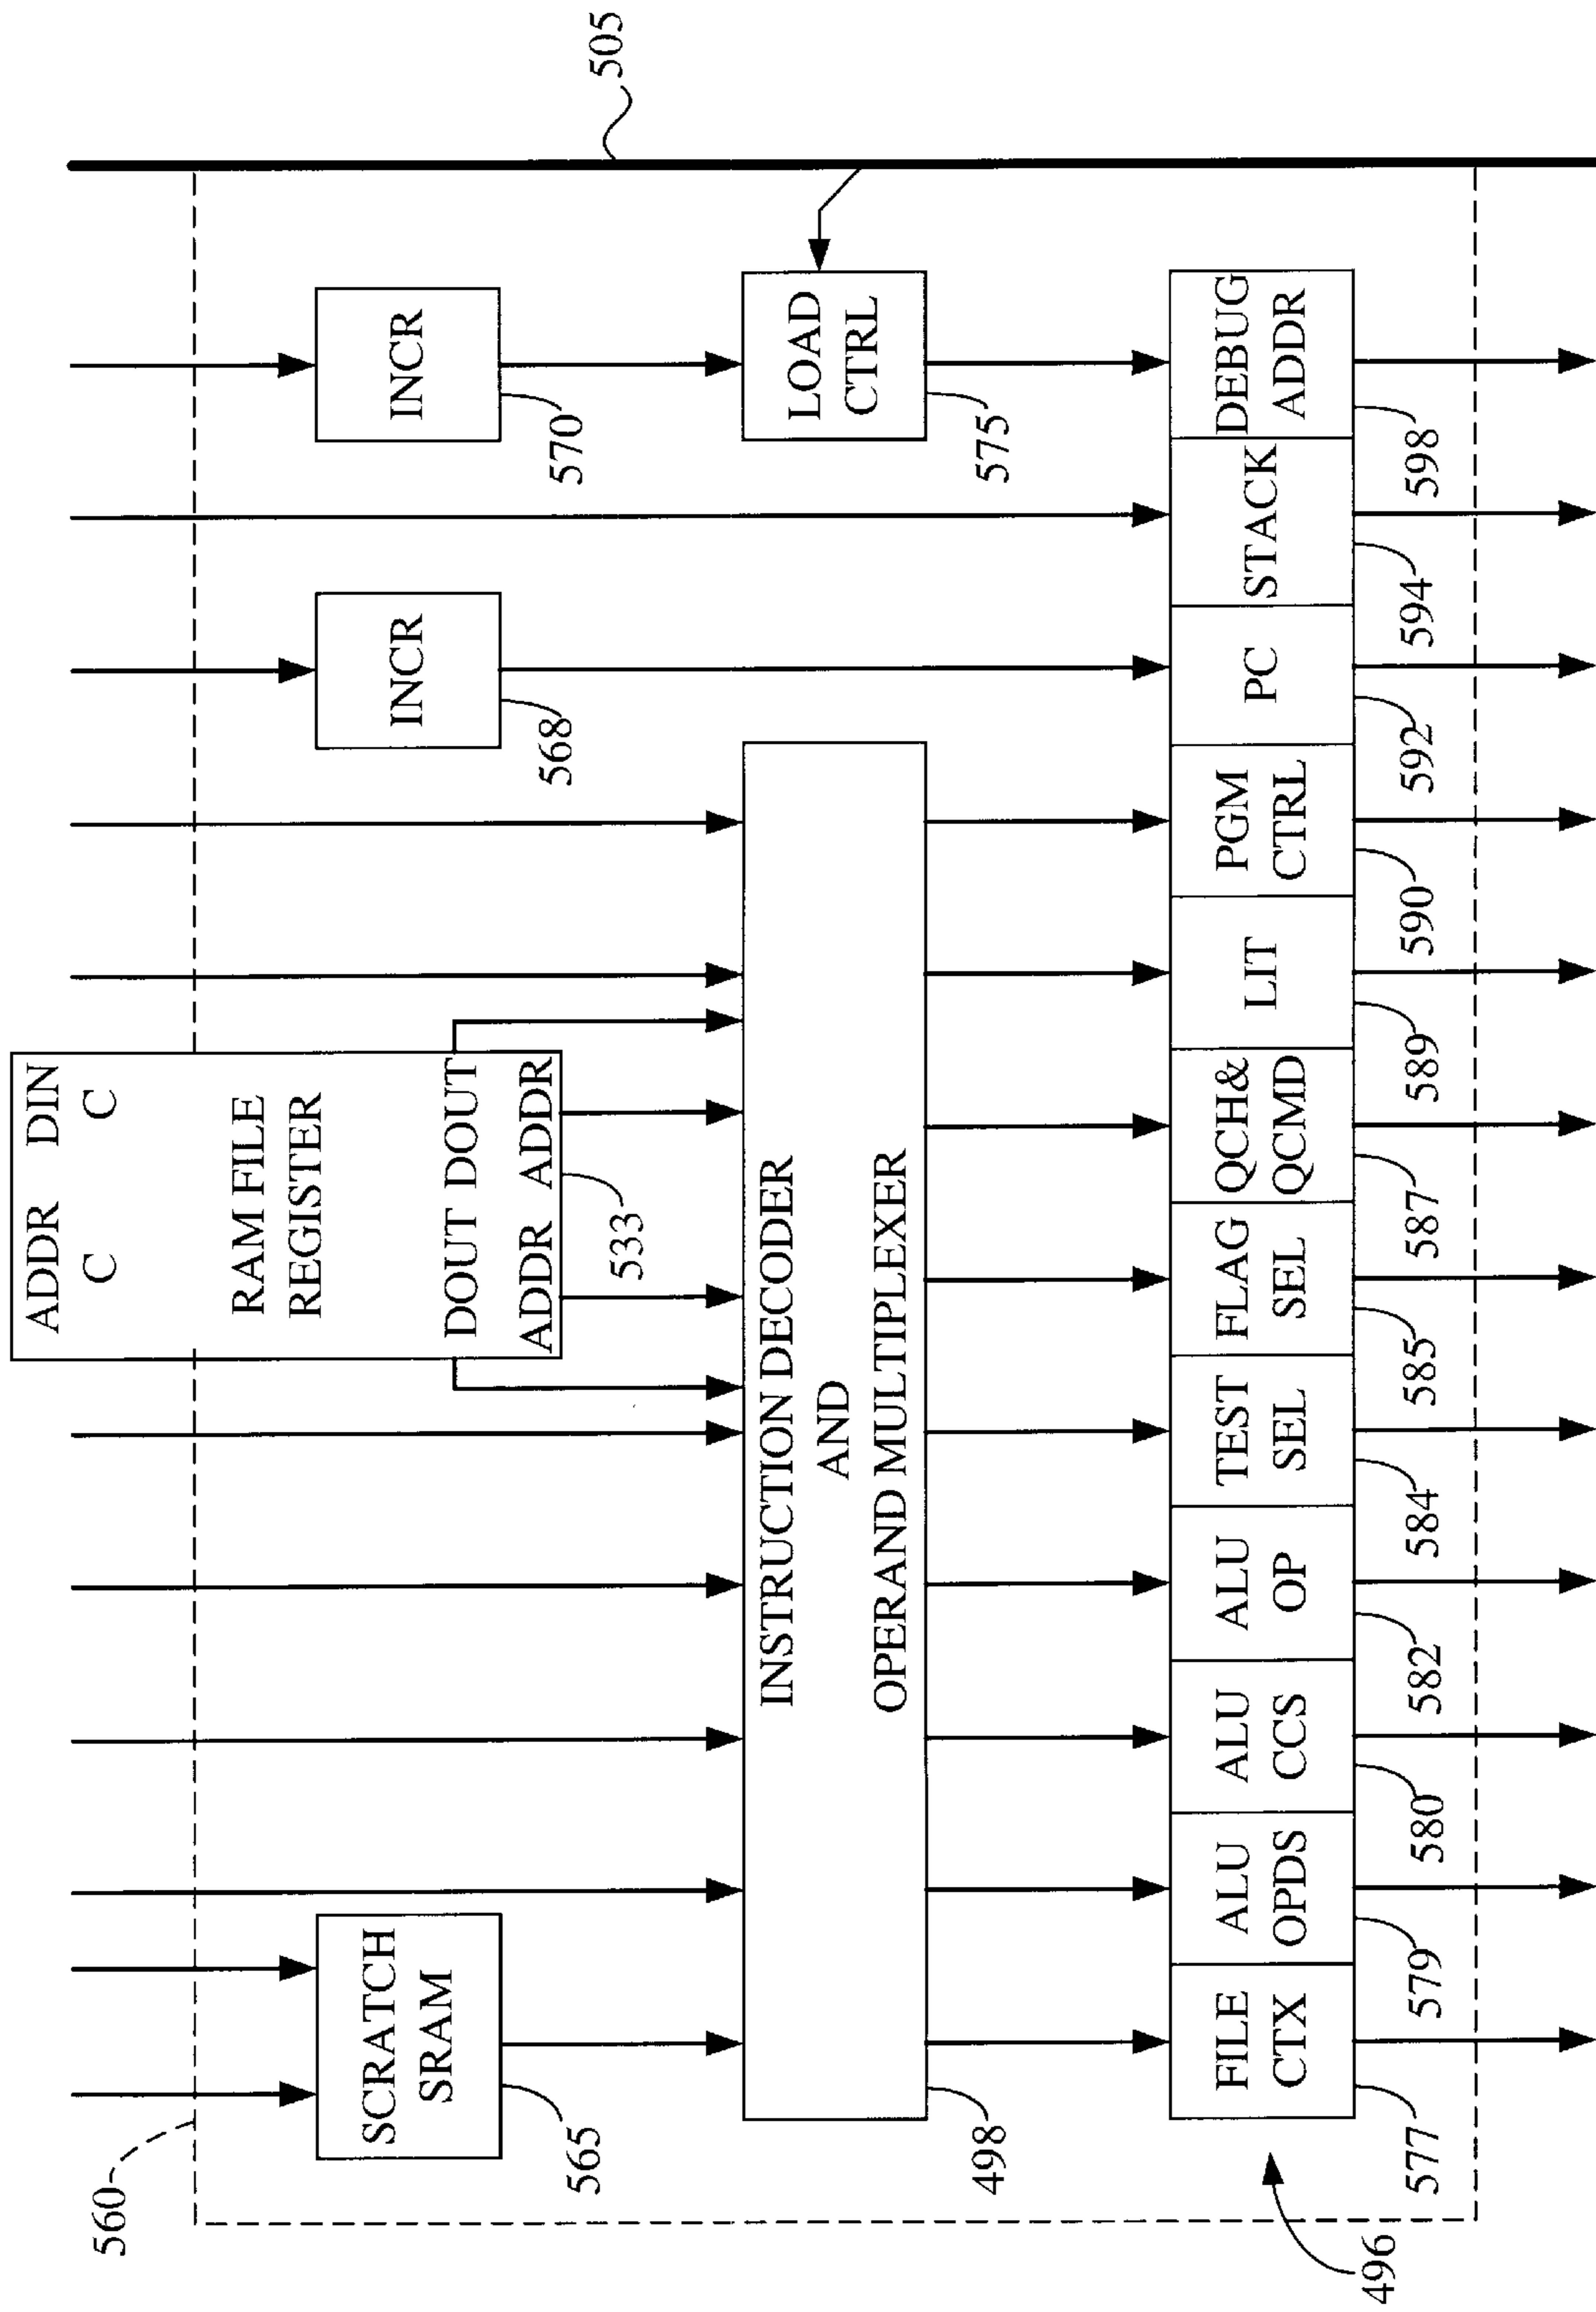 560
ADDR DIN
C C
RAM FILE
REGISTER
DOUT DOUT
ADDR ADDR
533
505
SCRATCH
SRAM
565
INCR
568
INCR
570
INSTRUCTION DECODER
AND
OPERAND MULTIPLEXER
498
LOAD
CTRL
575
FILE
CTX
577
ALU
OPDS
579
ALU
CCS
580
ALU
OP
582
TEST
SEL
584
FLAG
SEL
585
QCH&
QCMD
587
LIT
589
PGM
CTRL
590
PC
592
STACK
594
DEBUG
ADDR
598
496